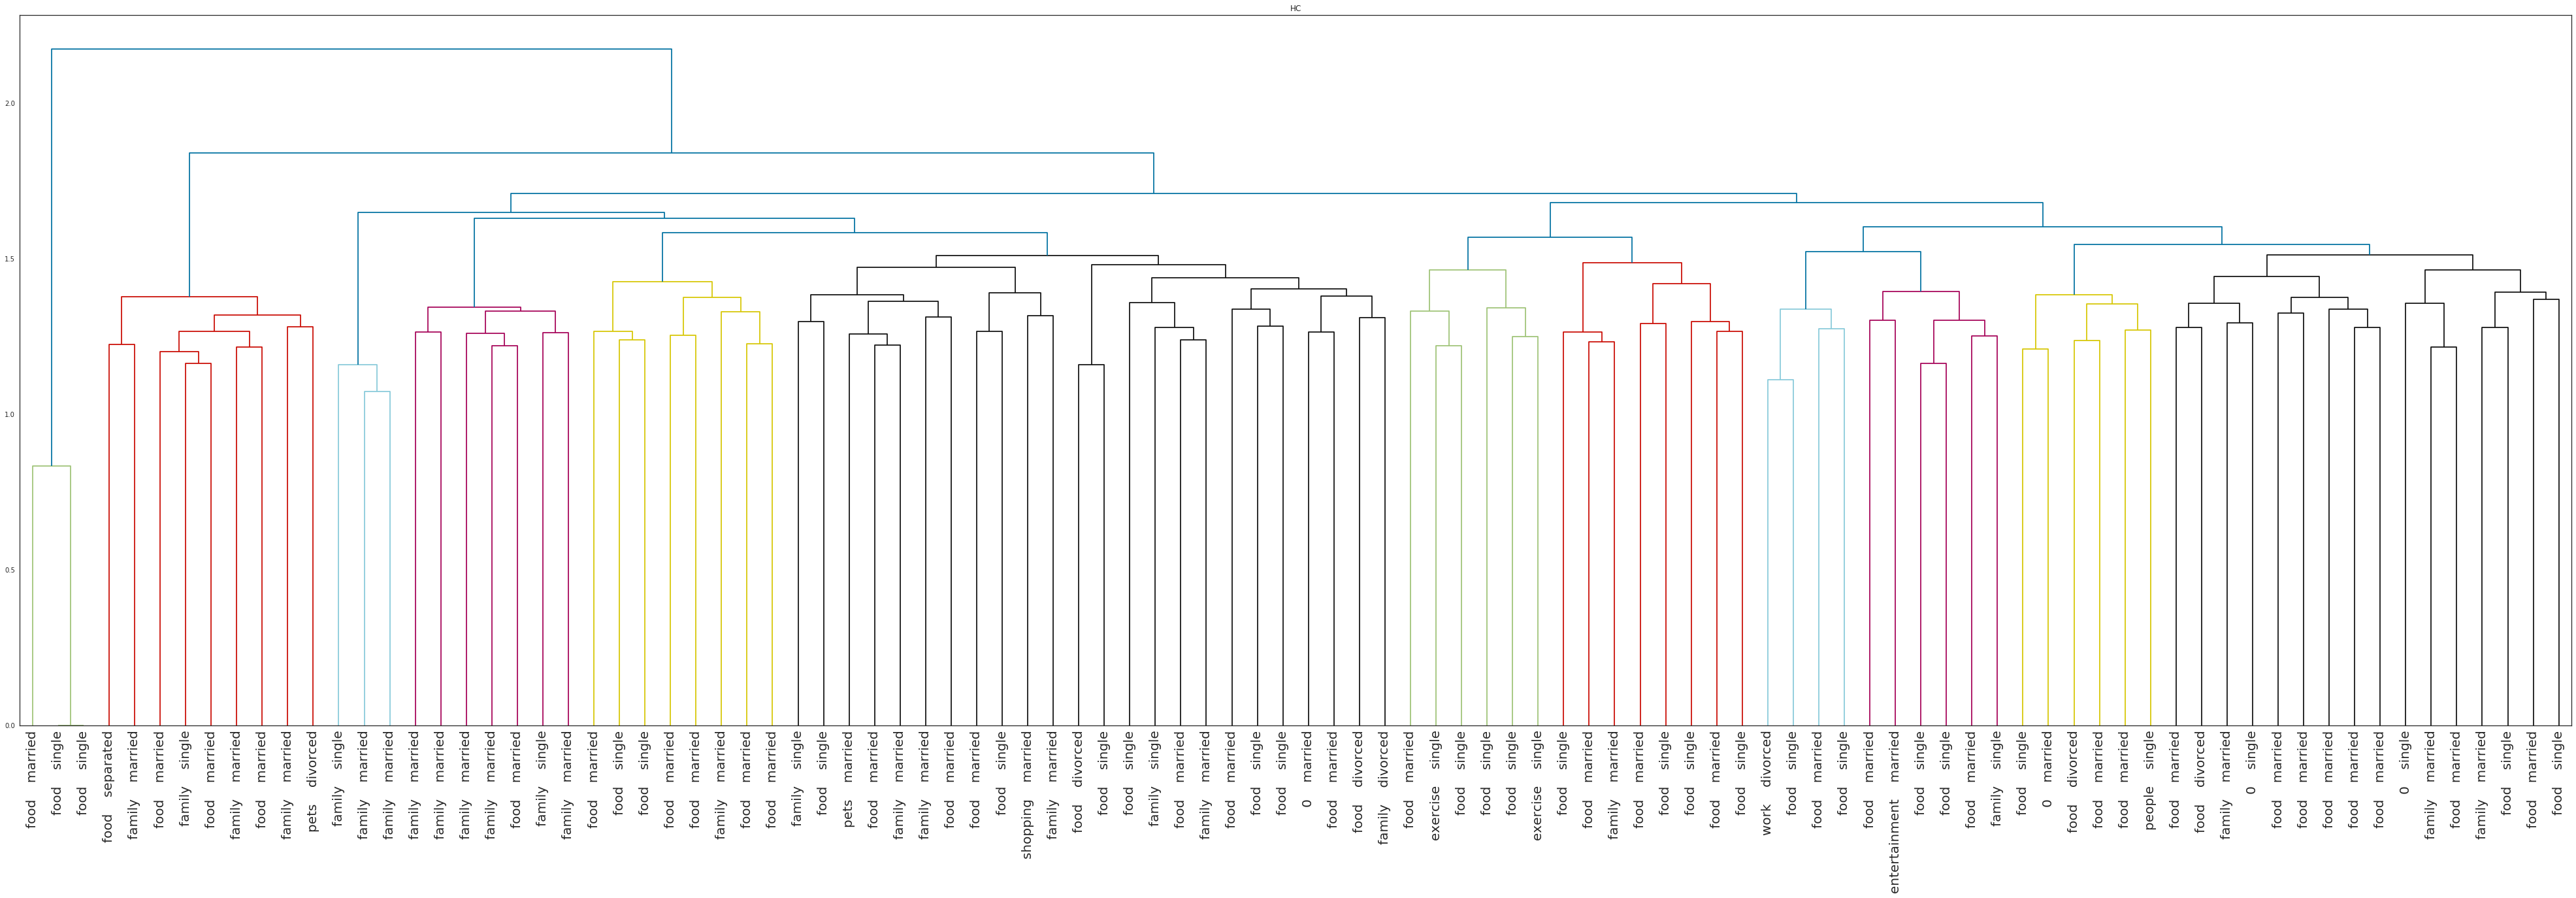 HC
2.0
1.5
1.0
0.5
0.0
food married
food single
food single
food separated
family married
food married
family single
food married
family married
food married
family married
pets divorced
family single
family married
family married
family married
family married
family married
family married
food married
family single
family married
food married
food single
food single
food married
food married
family married
food married
food married
family single
food single
pets married
food married
family married
family married
food married
food single
shopping married
family married
food divorced
food single
food single
family single
food married
family married
food married
food single
food single
0 married
food married
food divorced
family divorced
food married
exercise single
food single
food single
food single
exercise single
food single
food married
family married
food married
food single
food single
food married
food single
work divorced
food single
food married
food single
food married
entertainment married
food single
food single
food married
family single
food single
0 married
food divorced
food married
food married
people single
food married
food divorced
family married
0 single
food married
food married
food married
food married
food married
0 single
family married
food married
family married
food single
food married
food single